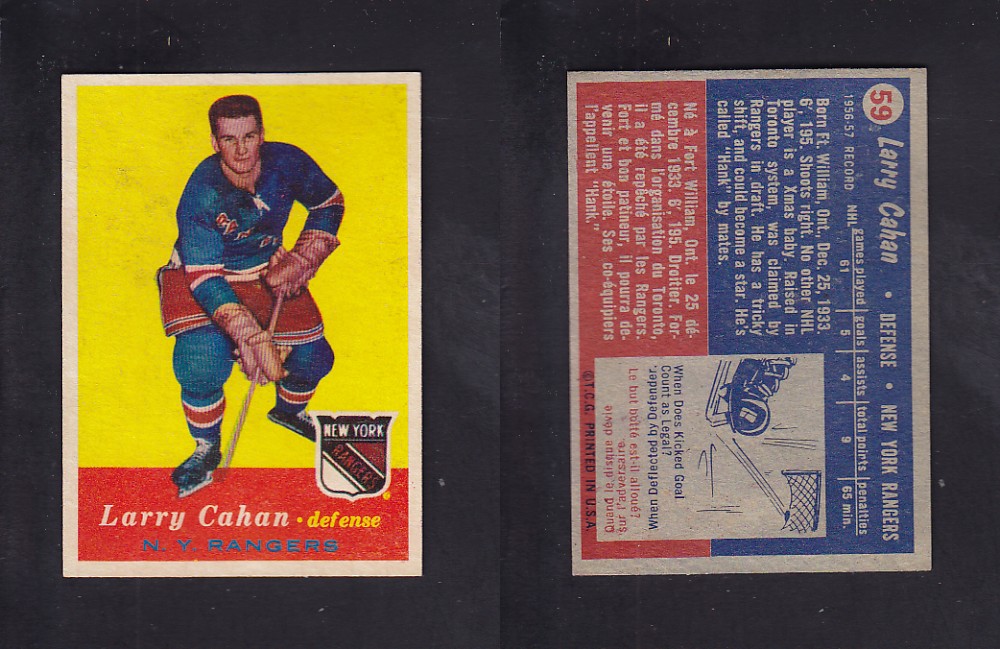 NEW YORK
RANGERS
Larry Cahan · defense
N. Y. RANGERS
59 Larry Cahan • DEFENSE • NEW YORK RANGERS
games played goals assists total points penalties
1956-57 RECORD NHL 61 5 4 9 65 min.
Born Ft. William, Ont. Dec. 25, 1933.
6', 195. Shoots right. No other NHL
player is a Xmas baby. Raised in
Toronto system, was claimed by
Rangers in draft. He has a tricky
shift, and could become a star. He's
called "Hank" by mates.
Né à Fort William, Ont. le 25 dé-
cembre 1933. 6', 195. Droitier. For-
mé dans l'organisation du Toronto,
il a été repêché par les Rangers.
Fort et bon patineur, il pourra de-
venir une étoile. Ses co-équipiers
l'appellent "Hank."
When Does Kicked Goal
Count as Legal?
When Deflected by defender.
Le but botté est-il alloué?
Quand le disque dévie
sur l'adversaire.
©T.C.G. PRINTED IN U.S.A